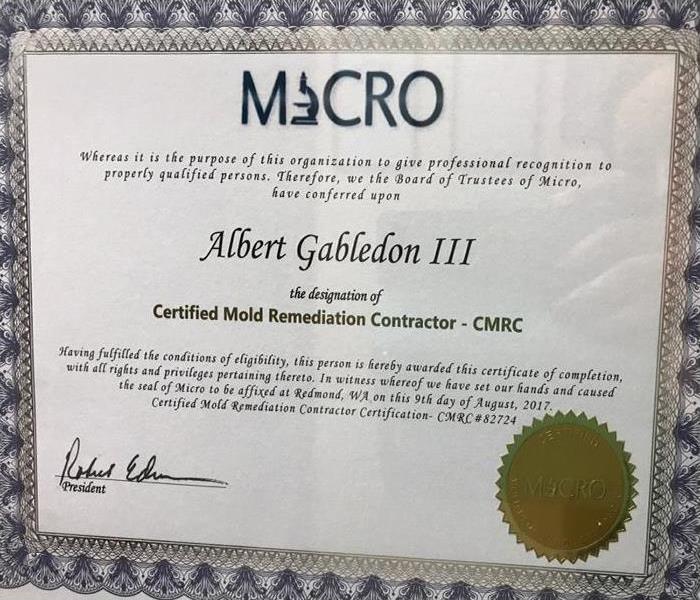 MICRO
Whereas it is the purpose of this organization to give professional recognition to
properly qualified persons. Therefore, we the Board of Trustees of Micro,
have conferred upon
Albert Gabledon III
the designation of
Certified Mold Remediation Contractor - CMRC
Having fulfilled the conditions of eligibility, this person is hereby awarded this certificate of completion,
with all rights and privileges pertaining thereto. In witness whereof we have set our hands and caused
the seal of Micro to be affixed at Redmond, WA on this 9th day of August, 2017.
Certified Mold Remediation Contractor Certification- CMRC#82724
President
MICRO